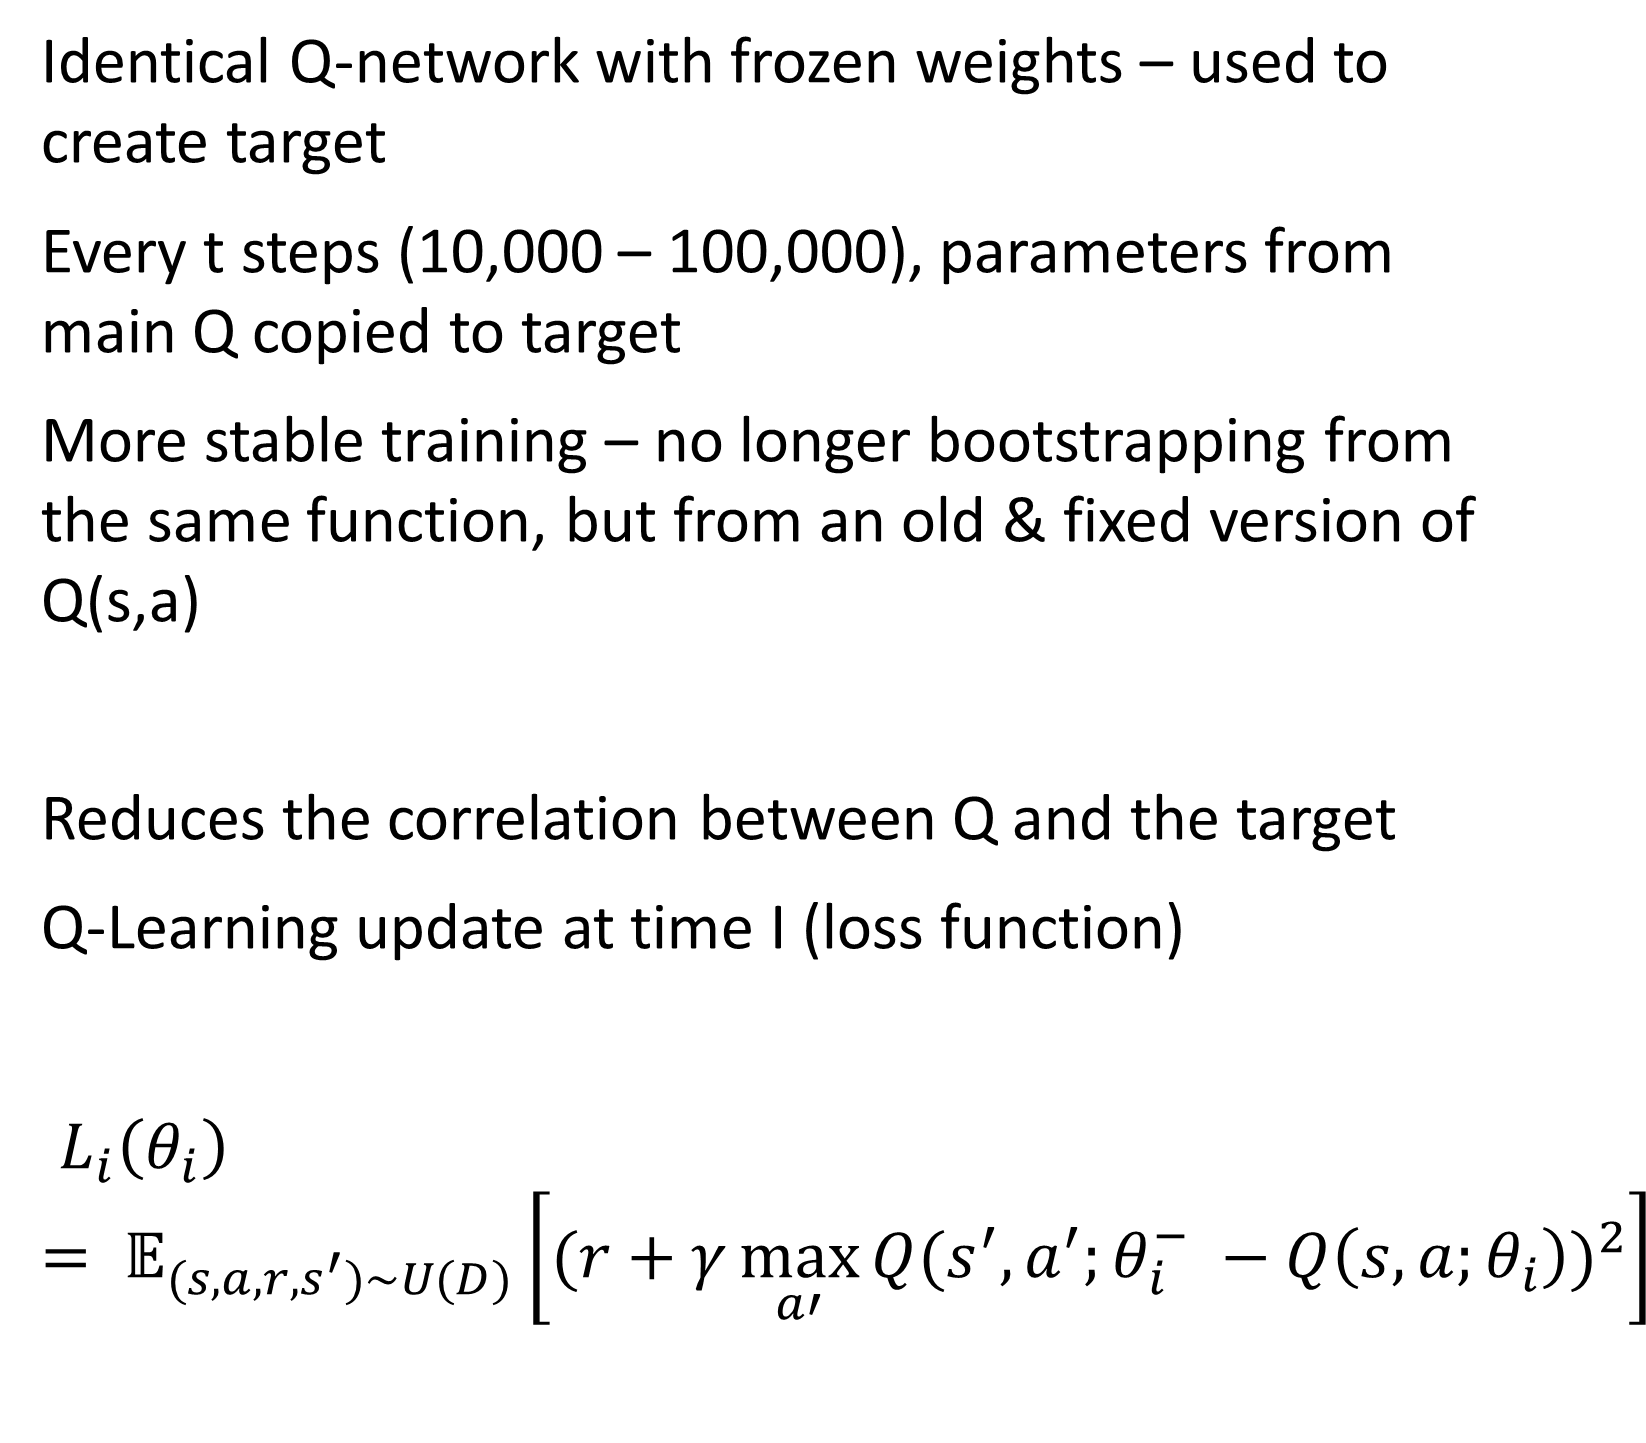 Identical Q-network with frozen weights – used to
create target
Every t steps (10,000 – 100,000), parameters from
main Q copied to target
More stable training – no longer bootstrapping from
the same function, but from an old & fixed version of
Q(s,a)
Reduces the correlation between Q and the target
Q-Learning update at time I (loss function)
L_i(θ_i)
= 𝔼_{(s,a,r,s′)~U(D)} [(r + γ max_{a′} Q(s′, a′; θ_i^− − Q(s, a; θ_i))^2]